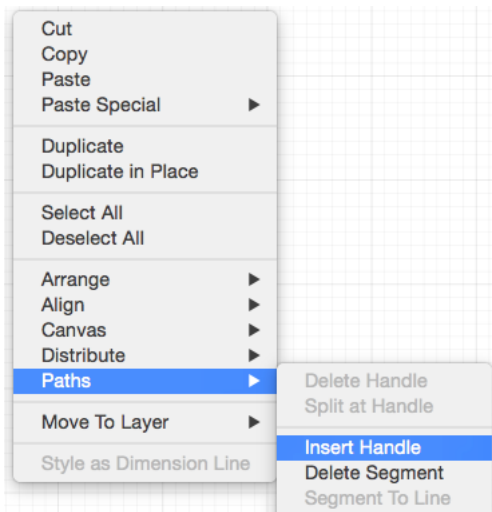 Cut
Copy
Paste
Paste Special
Duplicate
Duplicate in Place
Select All
Deselect All
Arrange
Align
Canvas
Distribute
Paths
Move To Layer
Style as Dimension Line
Delete Handle
Split at Handle
Insert Handle
Delete Segment
Segment To Line